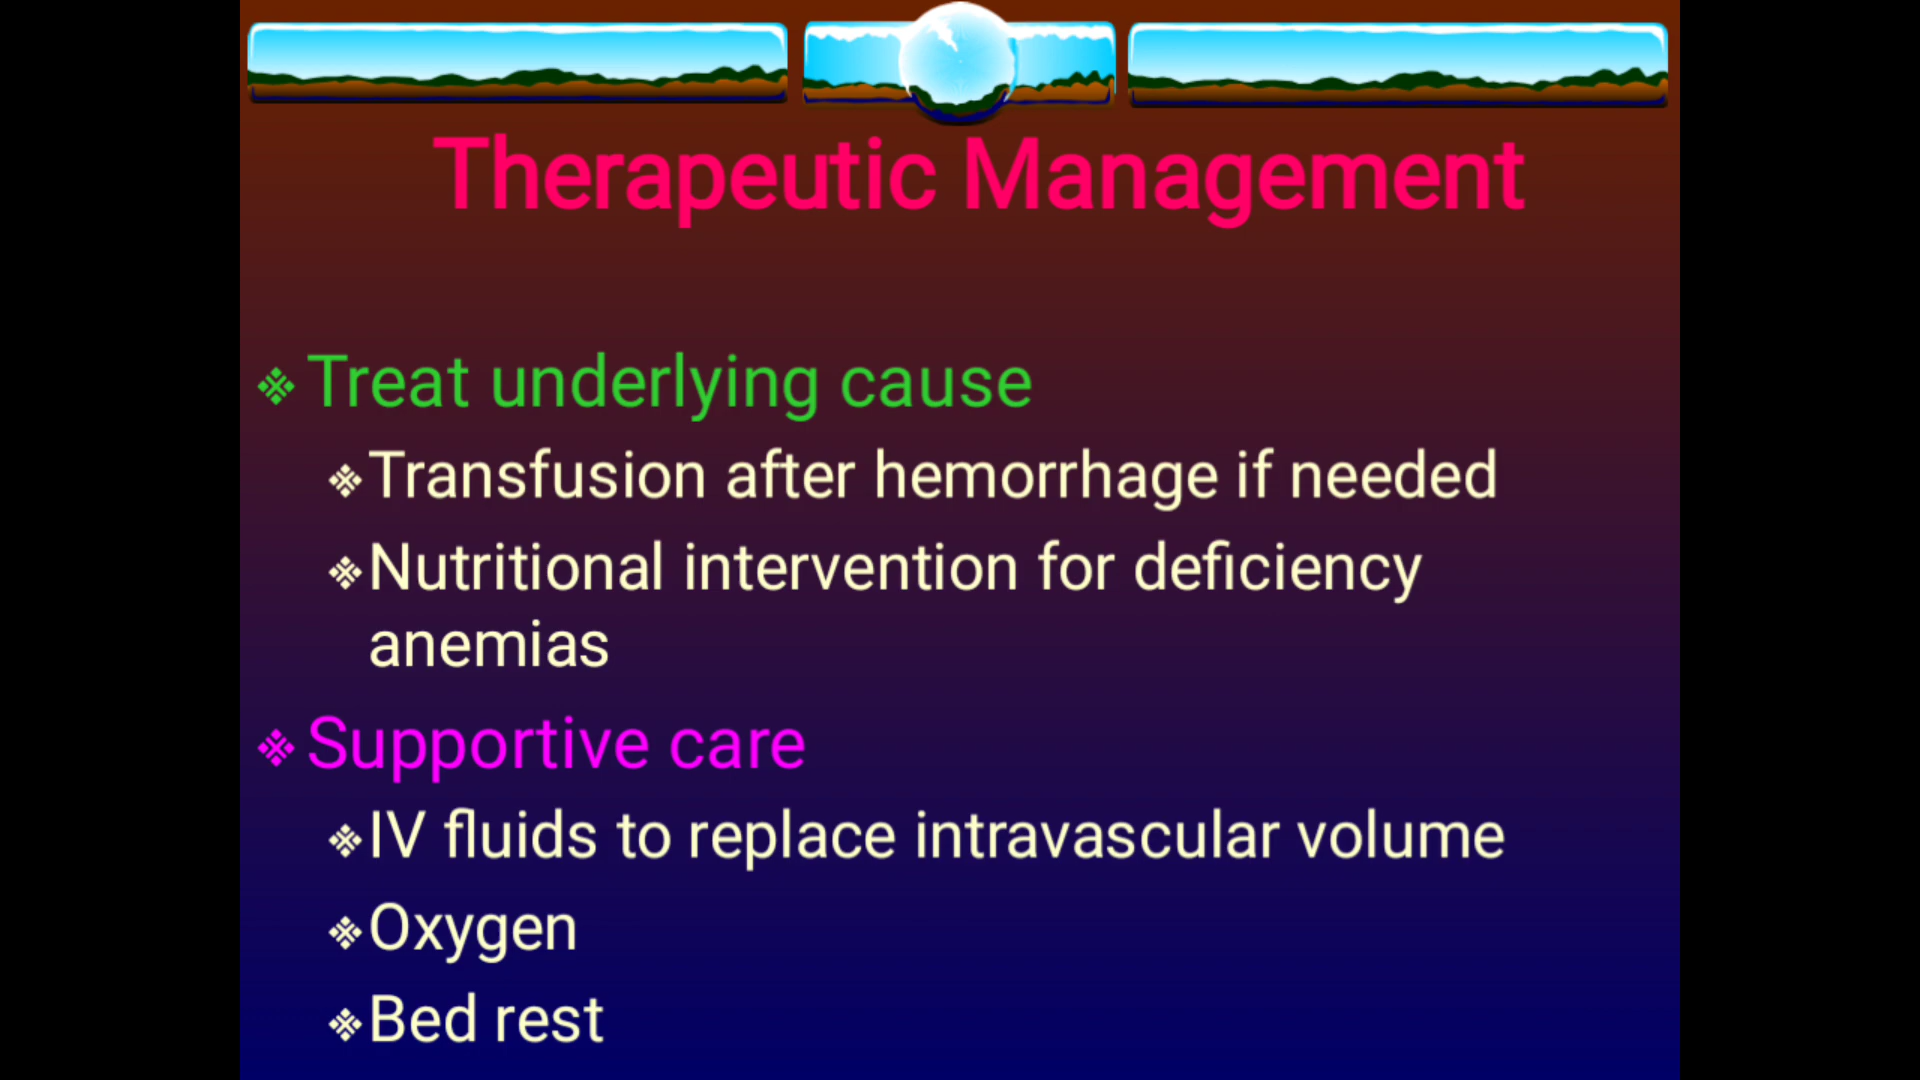 Therapeutic Management
❖ Treat underlying cause
❖ Transfusion after hemorrhage if needed
❖ Nutritional intervention for deficiency
anemias
❖ Supportive care
❖ IV fluids to replace intravascular volume
❖ Oxygen
❖ Bed rest